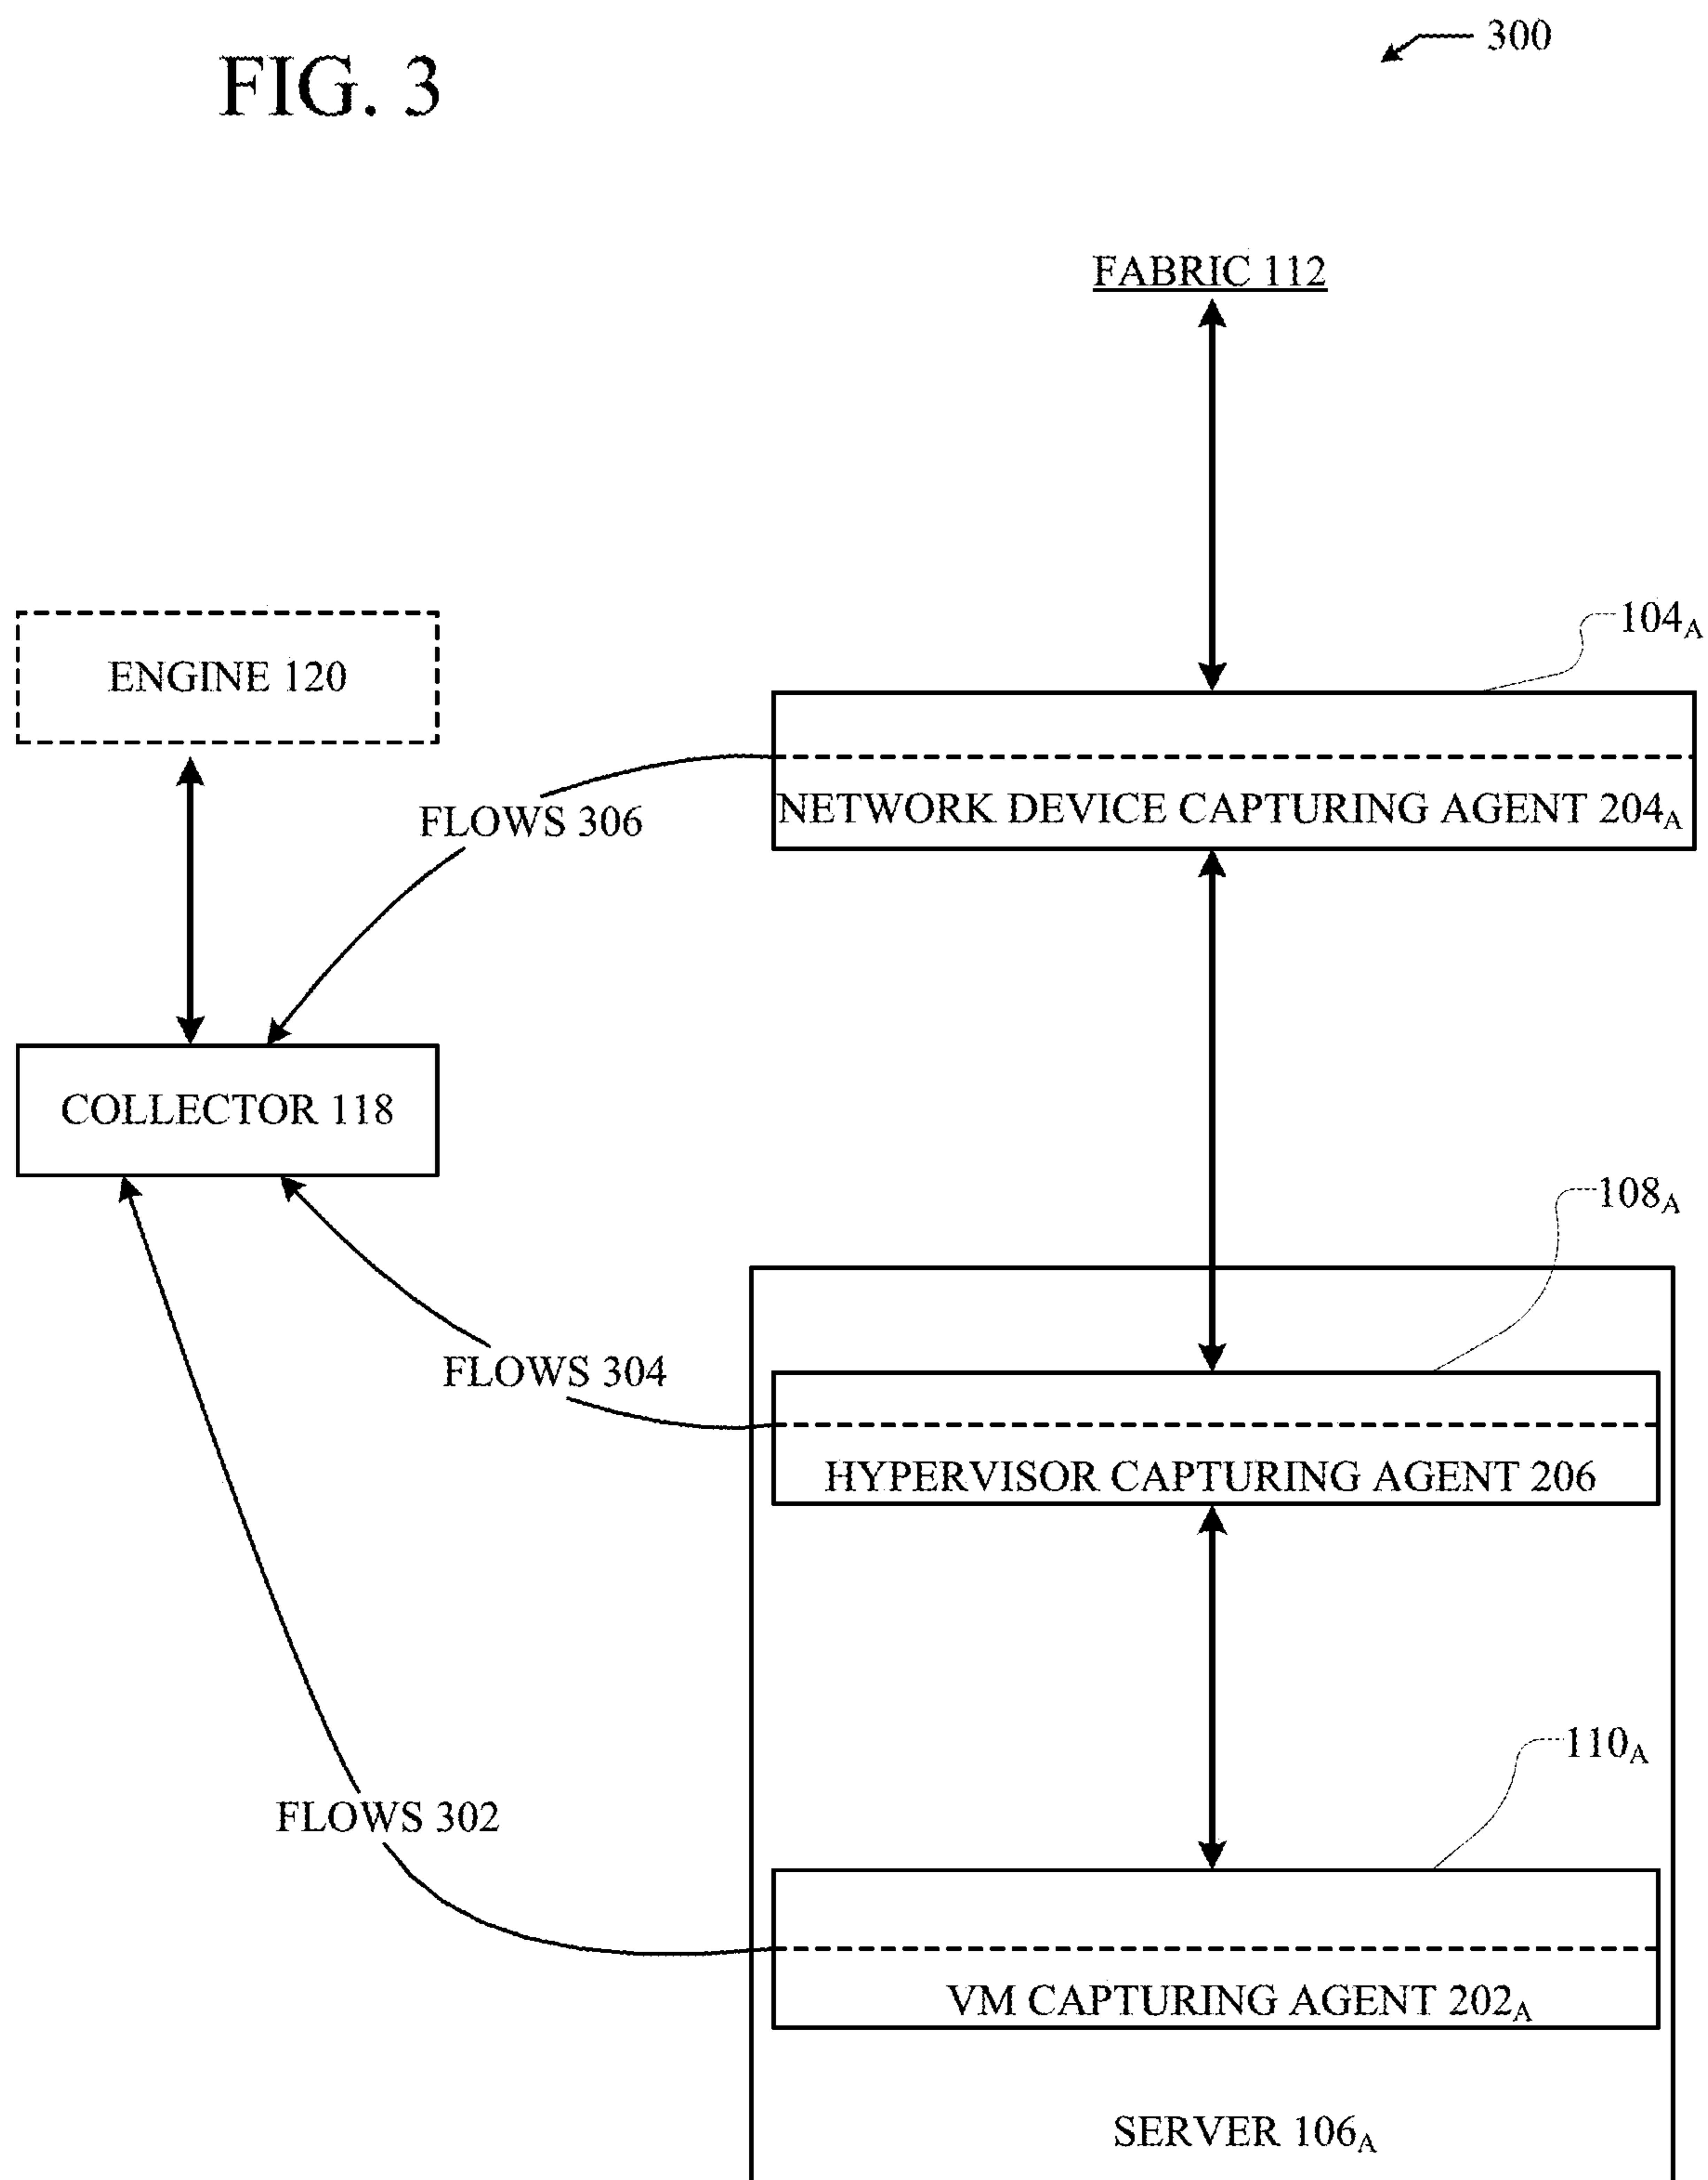 FIG. 3
300
FABRIC 112
104A
ENGINE 120
NETWORK DEVICE CAPTURING AGENT 204A
FLOWS 306
COLLECTOR 118
108A
FLOWS 304
HYPERVISOR CAPTURING AGENT 206
110A
FLOWS 302
VM CAPTURING AGENT 202A
SERVER 106A